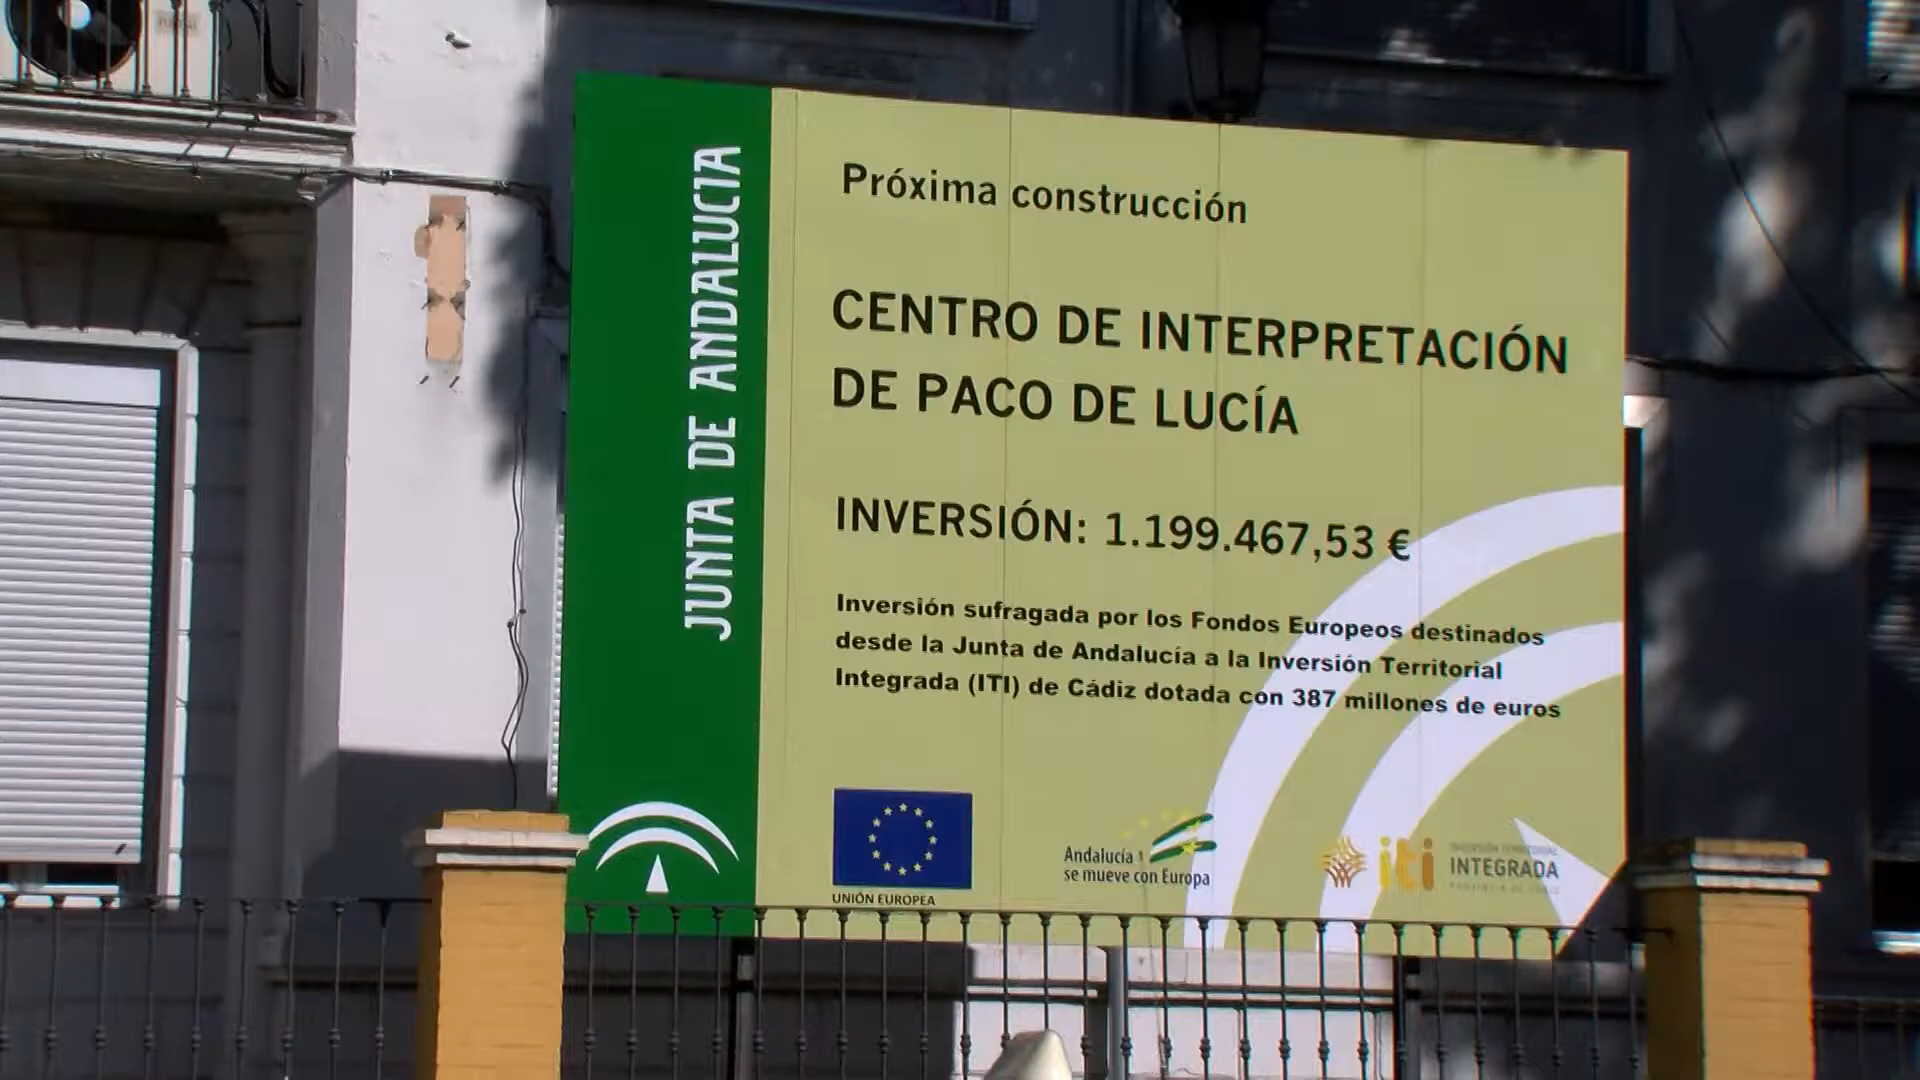 JUNTA DE ANDALUCIA
Próxima construcción
CENTRO DE INTERPRETACIÓN
DE PACO DE LUCÍA
INVERSIÓN: 1.199.467,53 €
Inversión sufragada por los Fondos Europeos destinados
desde la Junta de Andalucía a la Inversión Territorial
Integrada (ITI) de Cádiz dotada con 387 millones de euros
UNIÓN EUROPEA
Andalucía
se mueve con Europa
iti
INTEGRADA